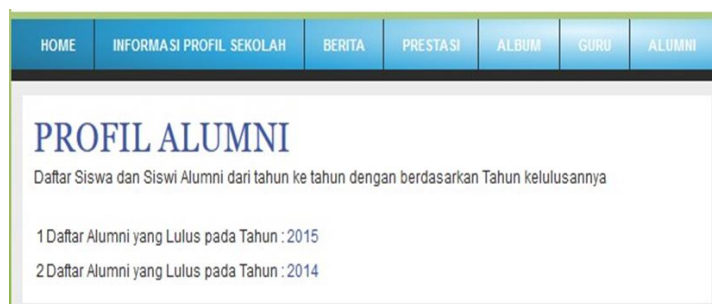 HOME INFORMASI PROFIL SEKOLAH BERITA PRESTASI ALBUM GURU ALUMNI
PROFIL ALUMNI
Daftar Siswa dan Siswi Alumni dari tahun ke tahun dengan berdasarkan Tahun kelulusannya
1 Daftar Alumni yang Lulus pada Tahun : 2015
2 Daftar Alumni yang Lulus pada Tahun : 2014